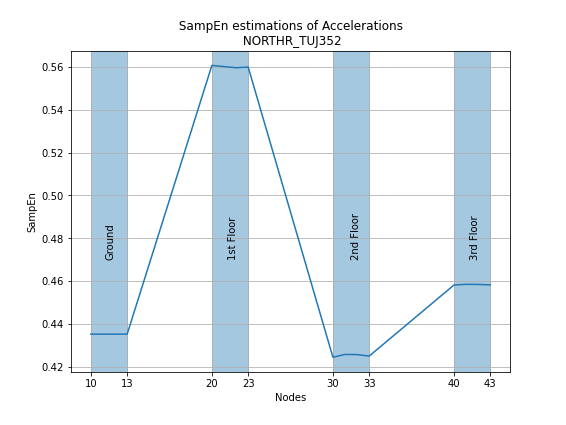 SampEn estimations of Accelerations
NORTHR_TUJ352
0.56
0.54
0.52
0.50
0.48
0.46
0.44
0.42
SampEn
Ground
1st Floor
2nd Floor
3rd Floor
10 13 20 23 30 33 40 43
Nodes